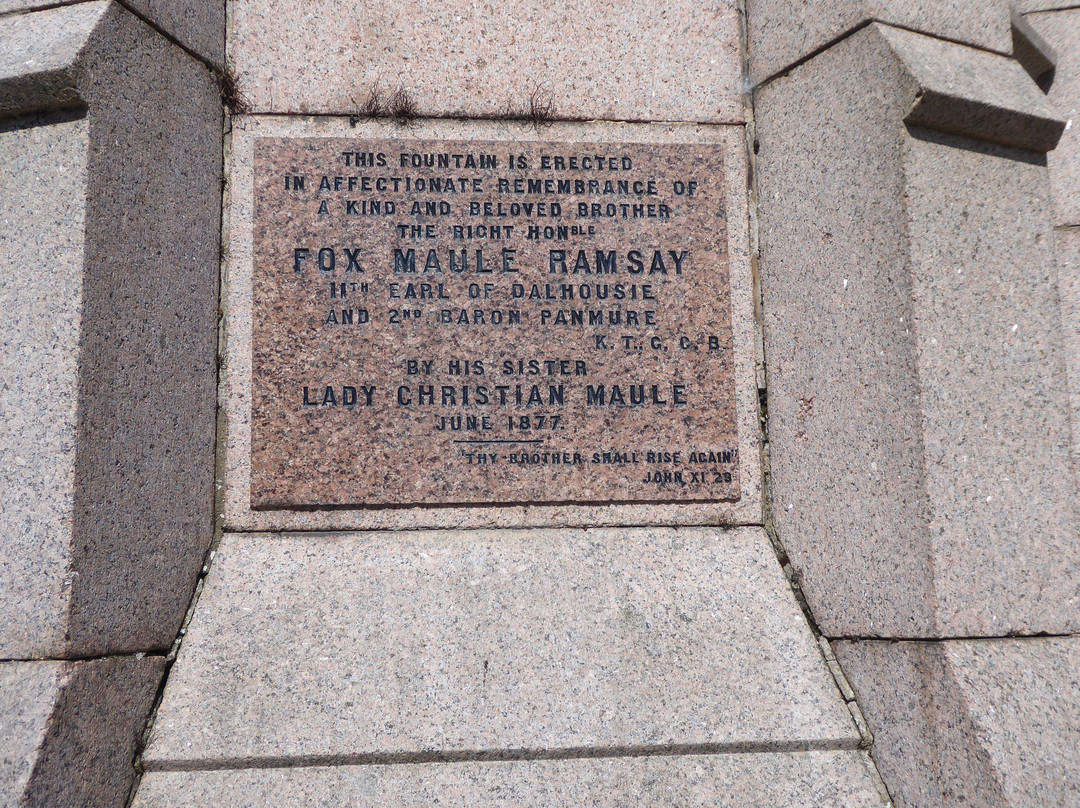 THIS FOUNTAIN IS ERECTED
IN AFFECTIONATE REMEMBRANCE OF
A KIND AND BELOVED BROTHER
THE RIGHT HONBLE
FOX MAULE RAMSAY
11TH EARL OF DALHOUSIE
AND 2ND BARON PANMURE
K. T., G. C. B.
BY HIS SISTER
LADY CHRISTIAN MAULE
JUNE 1877.
"THY BROTHER SHALL RISE AGAIN"
JOHN XI 23